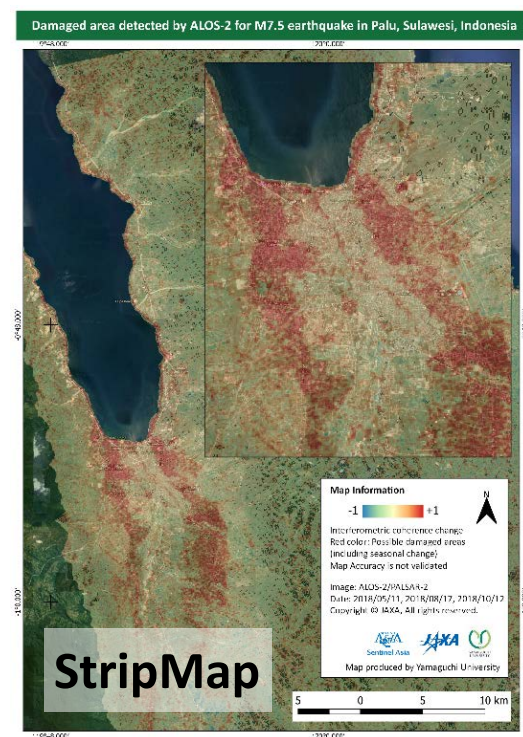 Damaged area detected by ALOS-2 for M7.5 earthquake in Palu, Sulawesi, Indonesia
Map Information
-1 +1
N
Interferometric coherence change
Red color: Possible damaged areas
(including seasonal change)
Map Accuracy is not validated
Image: ALOS-2/PALSAR-2
Date: 2018/05/11, 2018/08/17, 2018/10/12
Copyright © JAXA, All rights reserved.
Sentinel Asia
JAXA
Map produced by Yamaguchi University
StripMap
5 0 5 10 km